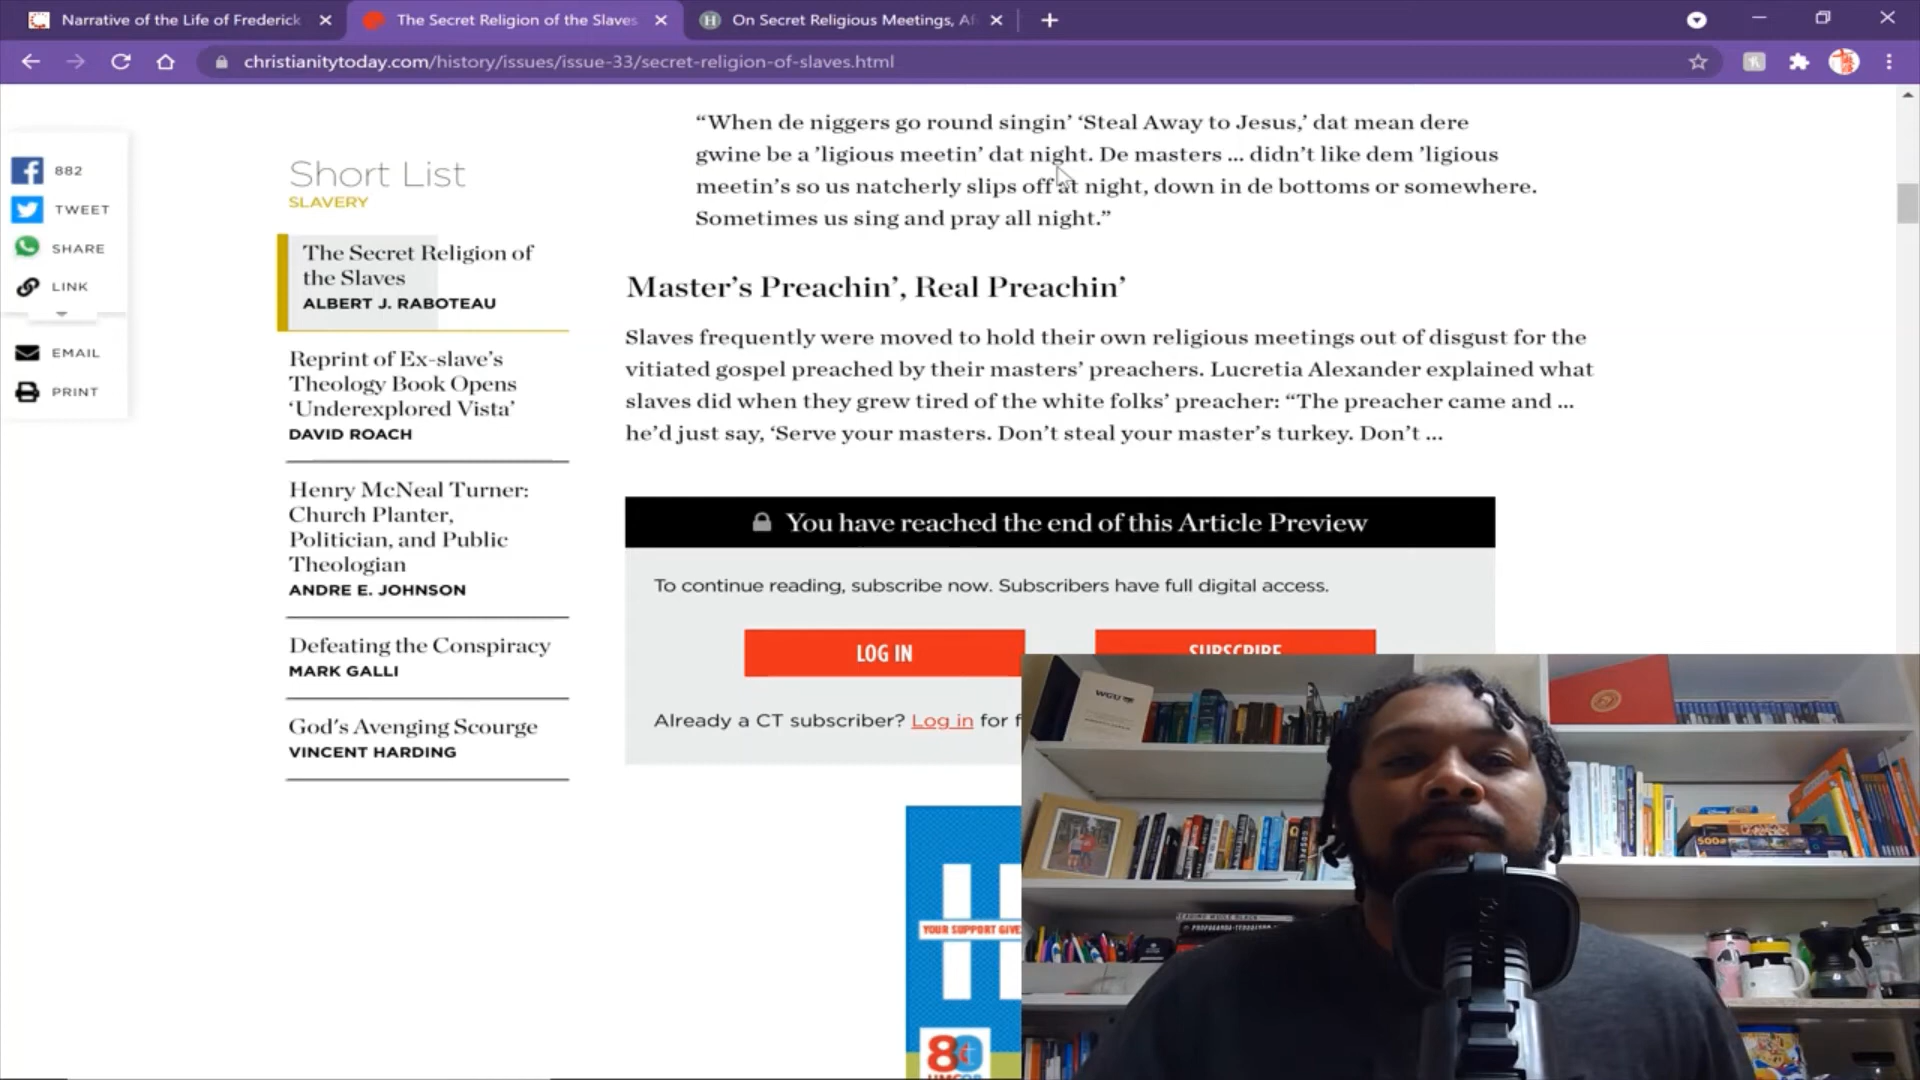 Narrative of the Life of Frederick
The Secret Religion of the Slaves
On Secret Religious Meetings, Af
christianitytoday.com/history/issues/issue-33/secret-religion-of-slaves.html
882
TWEET
SHARE
LINK
EMAIL
PRINT
Short List
SLAVERY
The Secret Religion of
the Slaves
ALBERT J. RABOTEAU
Reprint of Ex-slave’s
Theology Book Opens
‘Underexplored Vista’
DAVID ROACH
Henry McNeal Turner:
Church Planter,
Politician, and Public
Theologian
ANDRE E. JOHNSON
Defeating the Conspiracy
MARK GALLI
God's Avenging Scourge
VINCENT HARDING
“When de niggers go round singin’ ‘Steal Away to Jesus,’ dat mean dere
gwine be a ’ligious meetin’ dat night. De masters ... didn’t like dem ’ligious
meetin’s so us natcherly slips off at night, down in de bottoms or somewhere.
Sometimes us sing and pray all night.”
Master’s Preachin’, Real Preachin’
Slaves frequently were moved to hold their own religious meetings out of disgust for the
vitiated gospel preached by their masters’ preachers. Lucretia Alexander explained what
slaves did when they grew tired of the white folks’ preacher: “The preacher came and ...
he’d just say, ‘Serve your masters. Don’t steal your master’s turkey. Don’t ...
You have reached the end of this Article Preview
To continue reading, subscribe now. Subscribers have full digital access.
LOG IN
SUBSCRIBE
Already a CT subscriber? Log in for f
YOUR SUPPORT GIVE
80
UMCOR
WGU
500